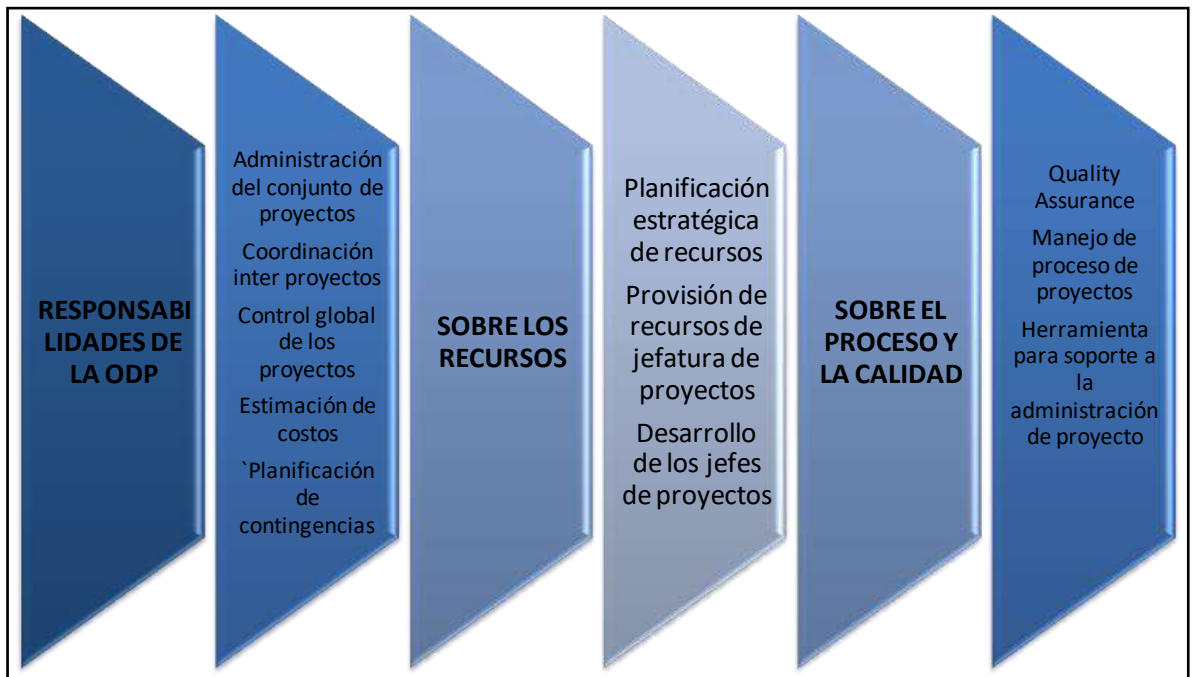 RESPONSABI
LIDADES DE
LA ODP
Administración
del conjunto de
proyectos
Coordinación
inter proyectos
Control global
de los
proyectos
Estimación de
costos
`Planificación
de
contingencias
SOBRE LOS
RECURSOS
Planificación
estratégica
de recursos
Provisión de
recursos de
jefatura de
proyectos
Desarrollo
de los jefes
de proyectos
SOBRE EL
PROCESO Y
LA CALIDAD
Quality
Assurance
Manejo de
proceso de
proyectos
Herramienta
para soporte a
la
administración
de proyecto